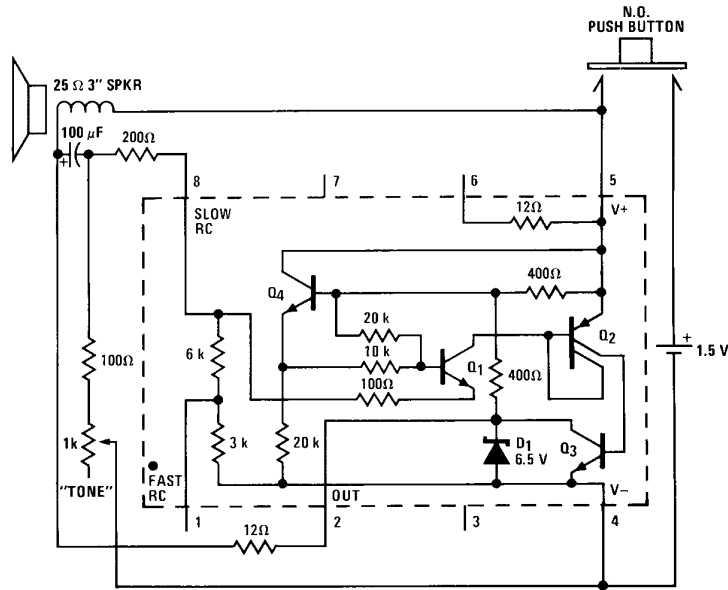 N.O.
PUSH BUTTON
25 Ω 3" SPKR
100 μF
+
200Ω
8
7
6
5
SLOW
RC
12Ω
V+
Q4
400Ω
20 k
Q2
6 k
10 k
Q1
+
1.5 V
100Ω
100Ω
400Ω
1k
3 k
20 k
D1
6.5 V
Q3
"TONE"
FAST
RC
OUT
V−
1
2
3
4
12Ω